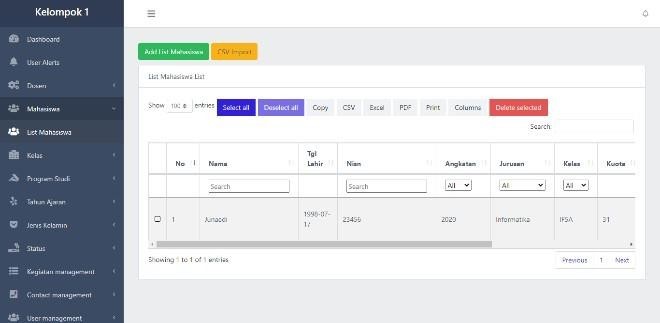 Kelompok 1
Dashboard
User Alerts
Dosen
Mahasiswa
List Mahasiswa
Kelas
Program Studi
Tahun Ajaran
Jenis Kelamin
Status
Kegiatan management
Contact management
User management
Add List Mahasiswa CSV Import
List Mahasiswa List
Show 100 entries Select all Deselect all Copy CSV Excel PDF Print Columns Delete selected
Search:
No Nama Tgl Lahir Nisn Angkatan Jurusan Kelas Kuota
Search Search All All All
1 Junaedi 1998-07-17 23456 2020 Informatika IFSA 31
Showing 1 to 1 of 1 entries
Previous 1 Next